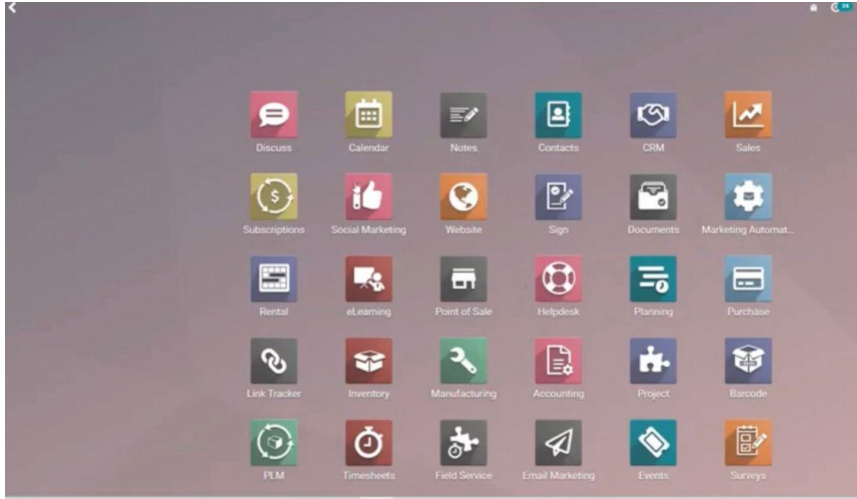 24
Discuss Calendar Notes Contacts CRM Sales
Subscriptions Social Marketing Website Sign Documents Marketing Automat...
Rental eLearning Point of Sale Helpdesk Planning Purchase
Link Tracker Inventory Manufacturing Accounting Project Barcode
PLM Timesheets Field Service Email Marketing Events Surveys